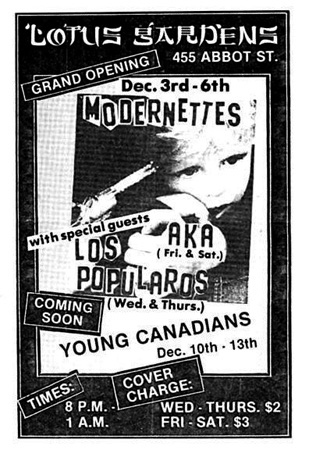 LOTUS GARDENS
455 ABBOT ST.
GRAND OPENING
Dec. 3rd-6th
MODERNETTES
with special guests
AKA
(Fri. & Sat.)
LOS
POPULAROS
(Wed. & Thurs.)
COMING
SOON
YOUNG CANADIANS
Dec. 10th - 13th
TIMES:
COVER
CHARGE:
8 P.M. - WED - THURS. $2
1 A.M. FRI - SAT. $3